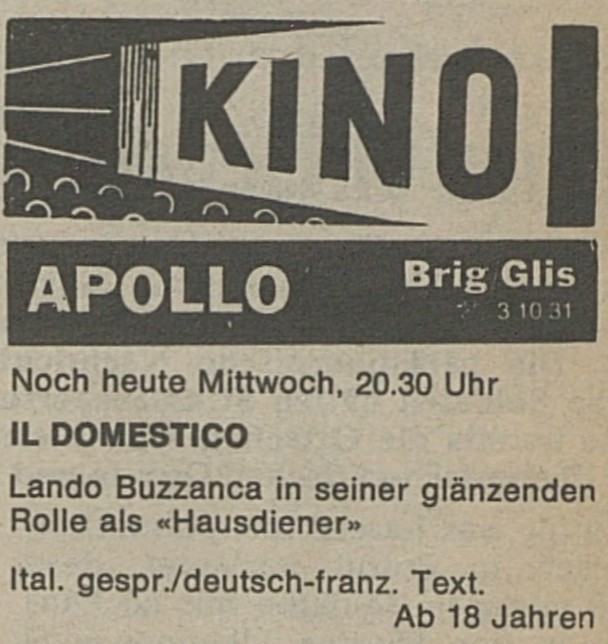 KINO
APOLLO
Brig Glis
3 10 31
Noch heute Mittwoch, 20.30 Uhr
IL DOMESTICO
Lando Buzzanca in seiner glänzenden
Rolle als «Hausdiener»
Ital. gespr./deutsch-franz. Text.
Ab 18 Jahren